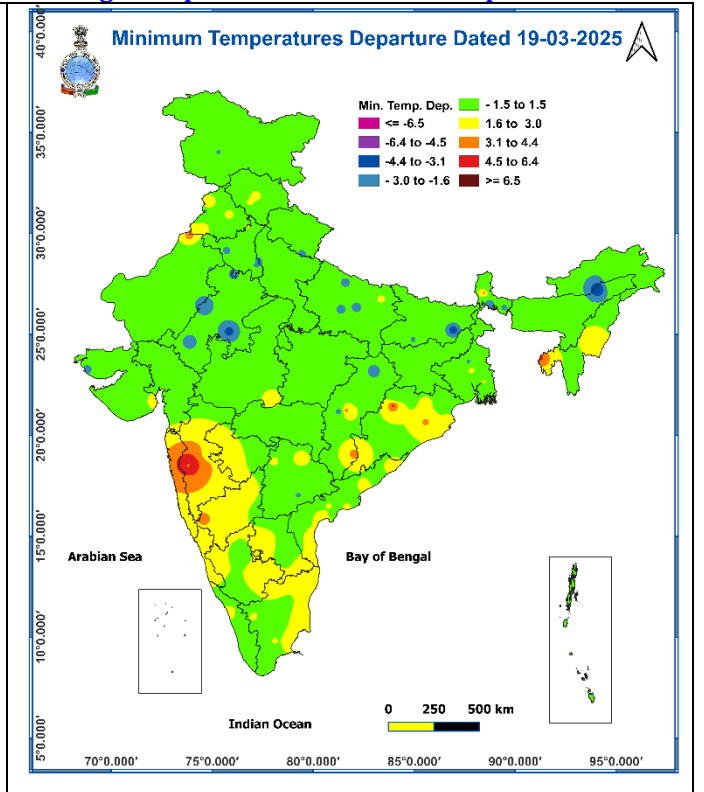 Minimum Temperatures Departure Dated 19-03-2025
Min. Temp. Dep.
<= -6.5
-6.4 to -4.5
-4.4 to -3.1
- 3.0 to -1.6
- 1.5 to 1.5
1.6 to 3.0
3.1 to 4.4
4.5 to 6.4
>= 6.5
40°0.000'
35°0.000'
30°0.000'
25°0.000'
20°0.000'
15°0.000'
10°0.000'
5°0.000'
Arabian Sea
Bay of Bengal
Indian Ocean
0 250 500 km
70°0.000' 75°0.000' 80°0.000' 85°0.000' 90°0.000' 95°0.000'